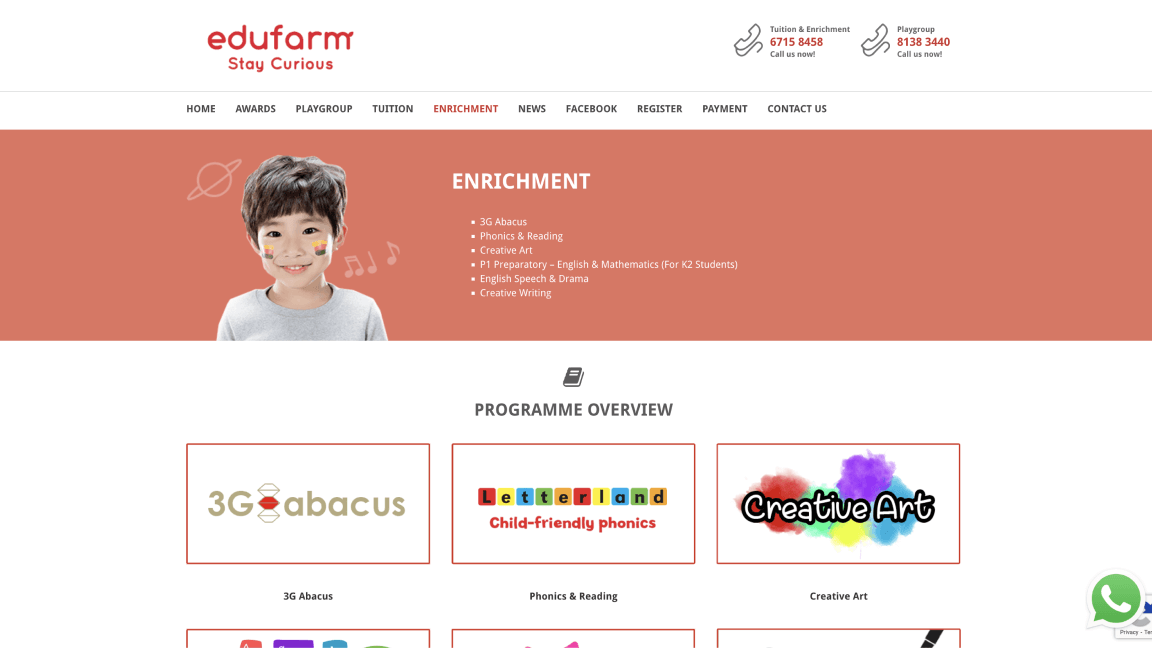 edufarm
Stay Curious
Tuition & Enrichment
6715 8458
Call us now!
Playgroup
8138 3440
Call us now!
HOME AWARDS PLAYGROUP TUITION ENRICHMENT NEWS FACEBOOK REGISTER PAYMENT CONTACT US
ENRICHMENT
3G Abacus
Phonics & Reading
Creative Art
P1 Preparatory – English & Mathematics (For K2 Students)
English Speech & Drama
Creative Writing
PROGRAMME OVERVIEW
3G abacus
Letterland
Child-friendly phonics
Creative Art
3G Abacus
Phonics & Reading
Creative Art
Privacy